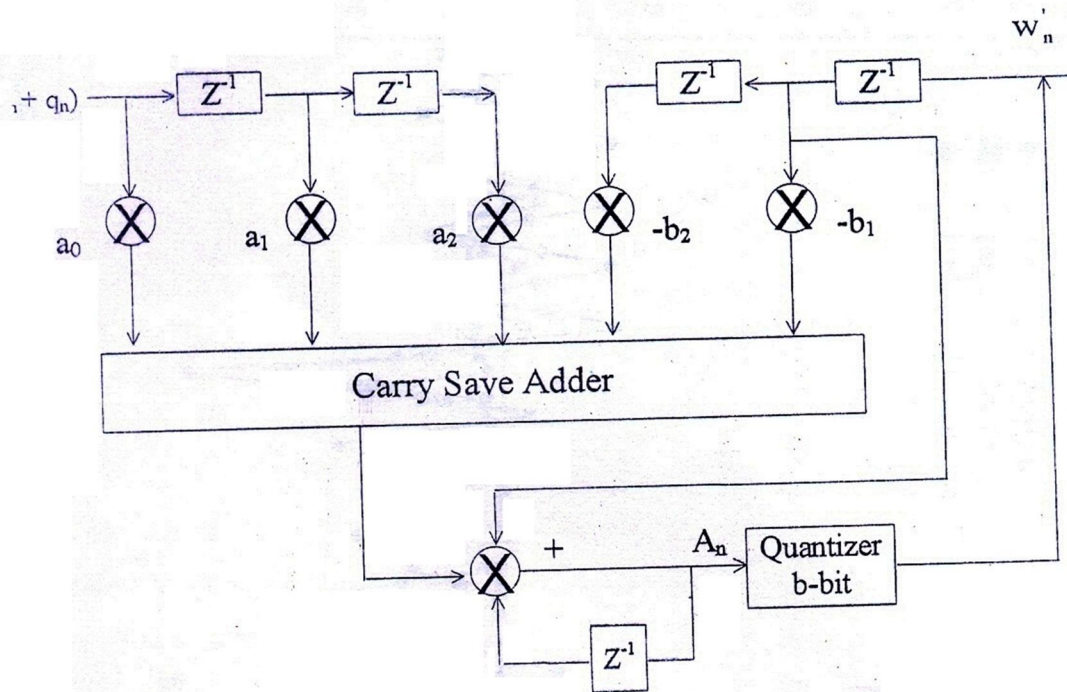 w'n
+ qn)
Z⁻¹
Z⁻¹
Z⁻¹
Z⁻¹
a₀
a₁
a₂
-b₂
-b₁
Carry Save Adder
+
Aₙ
Quantizer
b-bit
Z⁻¹